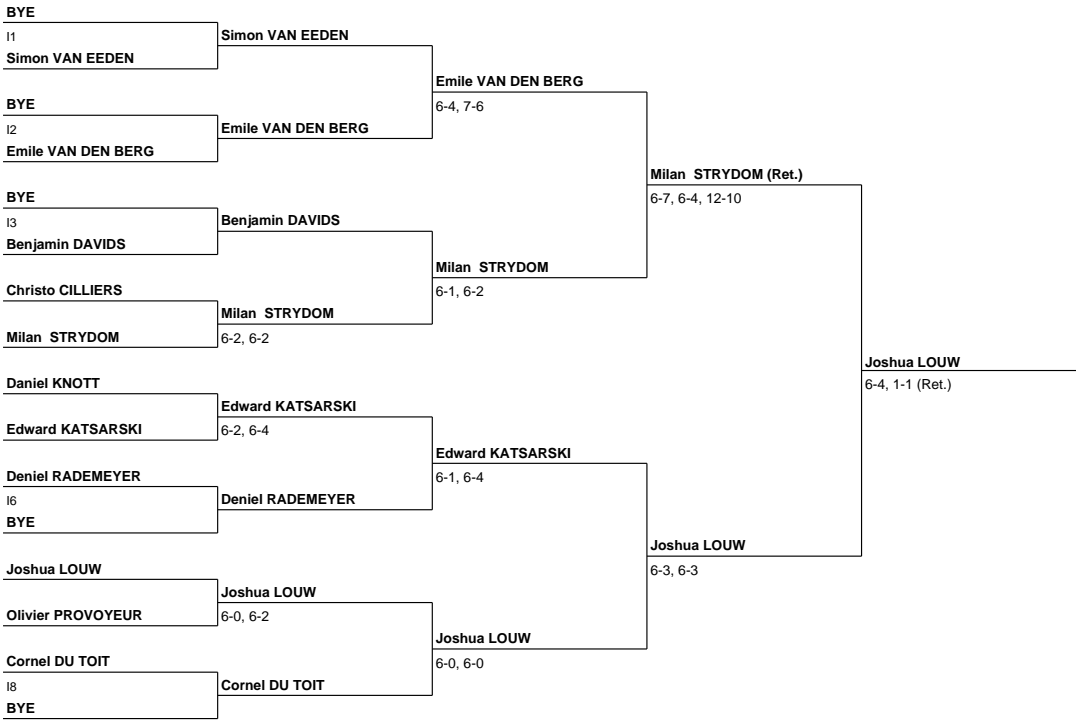 BYE
I1
Simon VAN EEDEN
BYE
I2
Emile VAN DEN BERG
BYE
I3
Benjamin DAVIDS
Christo CILLIERS
Milan STRYDOM
Daniel KNOTT
Edward KATSARSKI
Deniel RADEMEYER
I6
BYE
Joshua LOUW
Olivier PROVOYEUR
Cornel DU TOIT
I8
BYE
Simon VAN EEDEN
Emile VAN DEN BERG
Benjamin DAVIDS
Milan STRYDOM
6-2, 6-2
Edward KATSARSKI
6-2, 6-4
Deniel RADEMEYER
Joshua LOUW
6-0, 6-2
Cornel DU TOIT
Emile VAN DEN BERG
6-4, 7-6
Milan STRYDOM
6-1, 6-2
Edward KATSARSKI
6-1, 6-4
Joshua LOUW
6-0, 6-0
Milan STRYDOM (Ret.)
6-7, 6-4, 12-10
Joshua LOUW
6-3, 6-3
Joshua LOUW
6-4, 1-1 (Ret.)